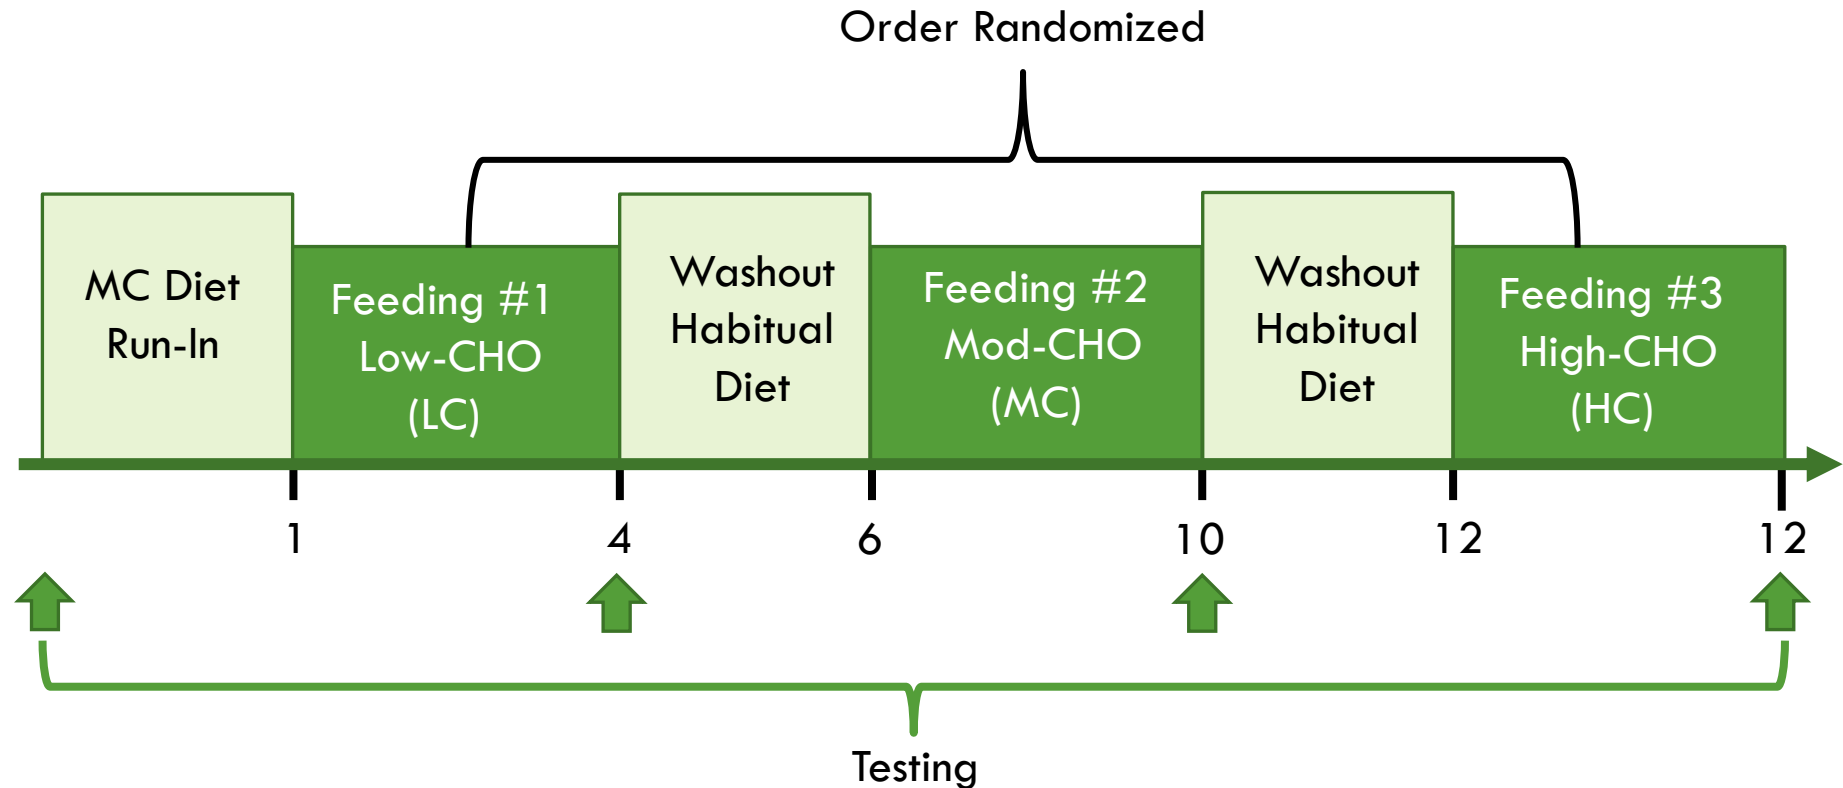 Order Randomized
MC Diet
Run-In
Feeding #1
Low-CHO
(LC)
Washout
Habitual
Diet
Feeding #2
Mod-CHO
(MC)
Washout
Habitual
Diet
Feeding #3
High-CHO
(HC)
1
4
6
10
12
12
Testing